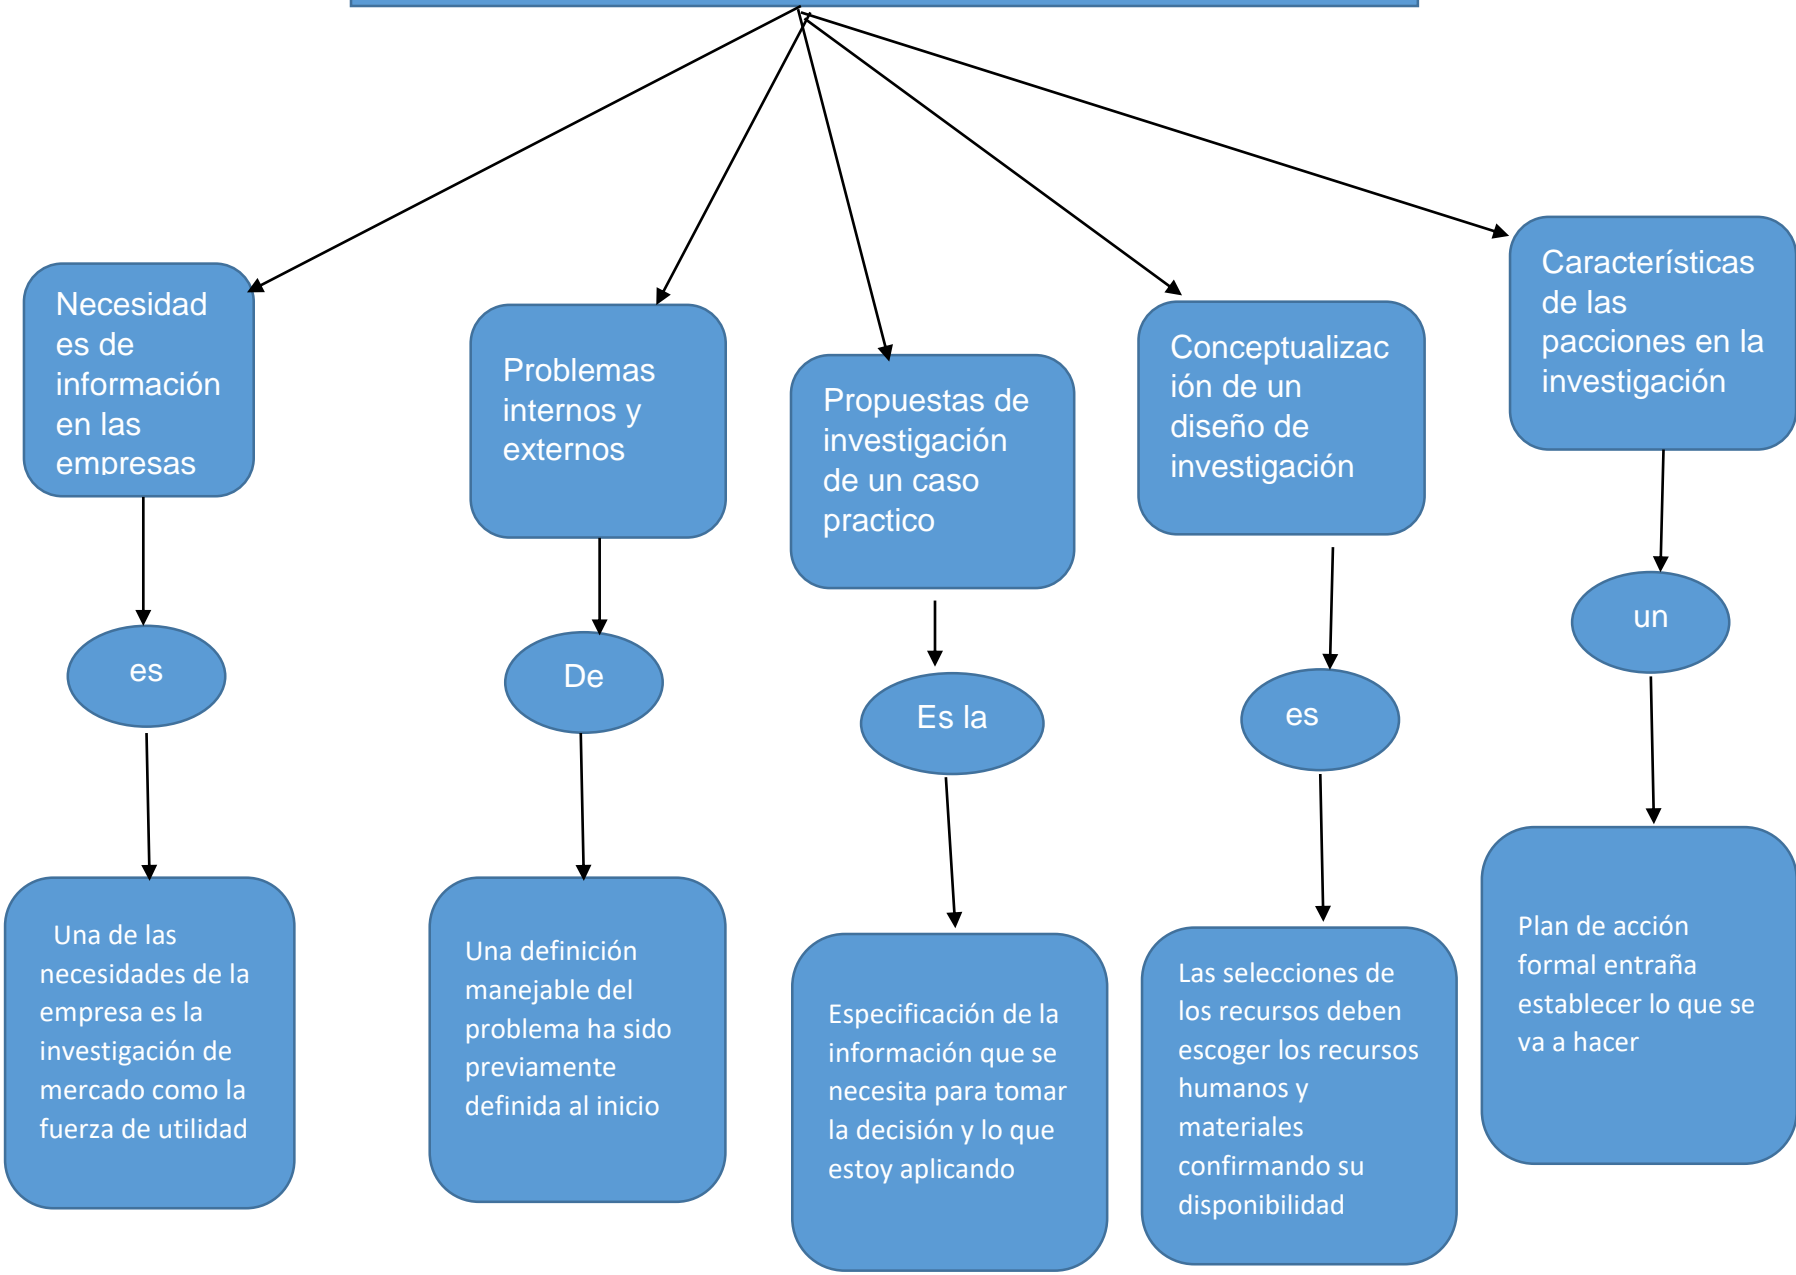 Necesidad
es de
información
en las
empresas
Problemas
internos y
externos
Propuestas de
investigación
de un caso
practico
Conceptualizac
ión de un
diseño de
investigación
Características
de las
pacciones en la
investigación
es
De
Es la
es
un
Una de las
necesidades de la
empresa es la
investigación de
mercado como la
fuerza de utilidad
Una definición
manejable del
problema ha sido
previamente
definida al inicio
Especificación de la
información que se
necesita para tomar
la decisión y lo que
estoy aplicando
Las selecciones de
los recursos deben
escoger los recursos
humanos y
materiales
confirmando su
disponibilidad
Plan de acción
formal entraña
establecer lo que se
va a hacer